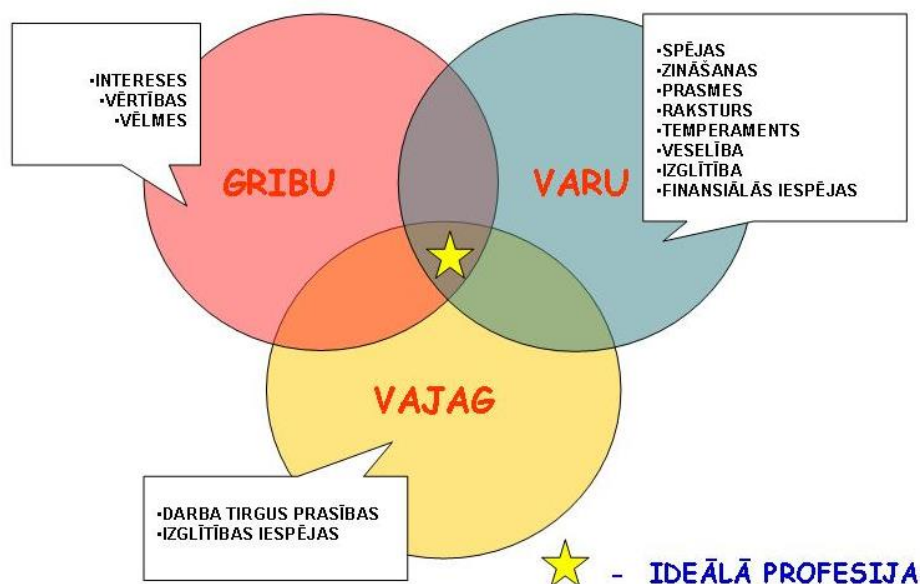 •INTERESES
•VĒRTĪBAS
•VĒLMES
•SPĒJAS
•ZINĀŠANAS
•PRASMES
•RAKSTURS
•TEMPERAMENTS
•VESELĪBA
•IZGLĪTĪBA
•FINANSIĀLĀS IESPĒJAS
GRIBU
VARU
VAJAG
•DARBA TIRGUS PRASĪBAS
•IZGLĪTĪBAS IESPĒJAS
- IDEĀLĀ PROFESIJA